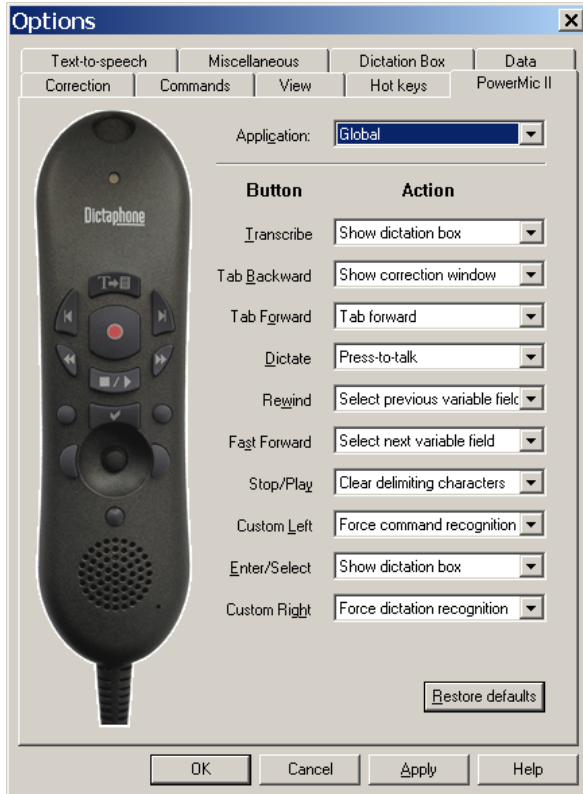 Options
Text-to-speech Miscellaneous Dictation Box Data
Correction Commands View Hot keys PowerMic II
Application: Global
Button Action
Dictaphone
Transcribe Show dictation box
Tab Backward Show correction window
Tab Forward Tab forward
Dictate Press-to-talk
Rewind Select previous variable fielc
Fast Forward Select next variable field
Stop/Play Clear delimiting characters
Custom Left Force command recognition
Enter/Select Show dictation box
Custom Right Force dictation recognition
Restore defaults
OK Cancel Apply Help